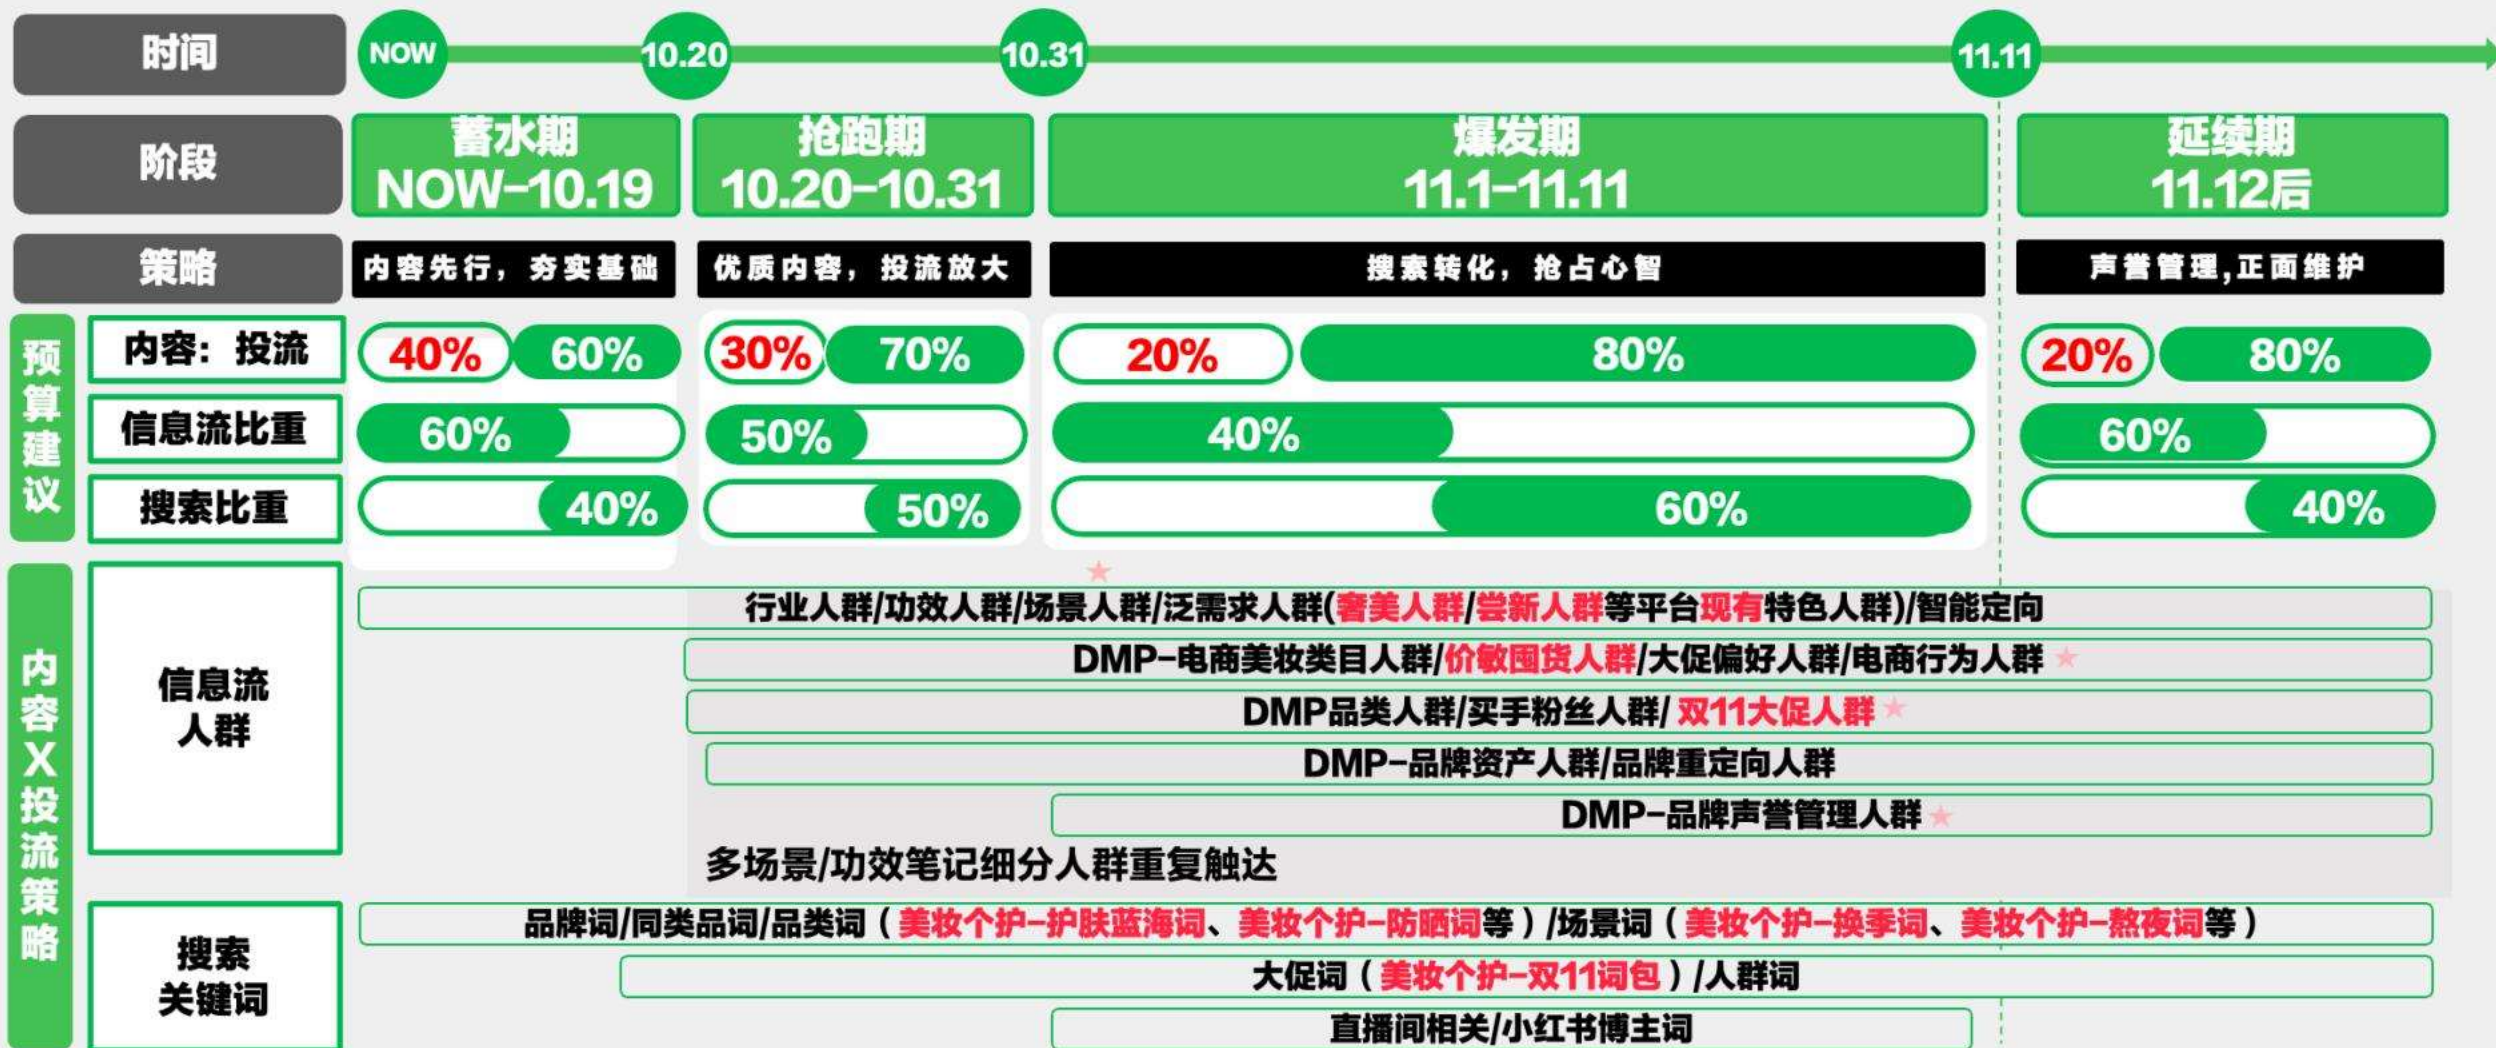 时间
NOW
10.20
10.31
11.11
阶段
蓄水期
NOW-10.19
抢跑期
10.20-10.31
爆发期
11.1-11.11
延续期
11.12后
策略
内容先行，夯实基础
优质内容，投流放大
搜索转化，抢占心智
声誉管理,正面维护
预算建议
内容：投流
40%
60%
30%
70%
20%
80%
20%
80%
信息流比重
60%
50%
40%
60%
搜索比重
40%
50%
60%
40%
内容X投流策略
信息流
人群
行业人群/功效人群/场景人群/泛需求人群(奢美人群/尝新人群等平台现有特色人群)/智能定向
DMP-电商美妆类目人群/价敏囤货人群/大促偏好人群/电商行为人群
DMP品类人群/买手粉丝人群/ 双11大促人群
DMP-品牌资产人群/品牌重定向人群
DMP-品牌声誉管理人群
多场景/功效笔记细分人群重复触达
搜索
关键词
品牌词/同类品词/品类词（美妆个护-护肤蓝海词、美妆个护-防晒词等）/场景词（美妆个护-换季词、美妆个护-熬夜词等）
大促词（美妆个护-双11词包）/人群词
直播间相关/小红书博主词